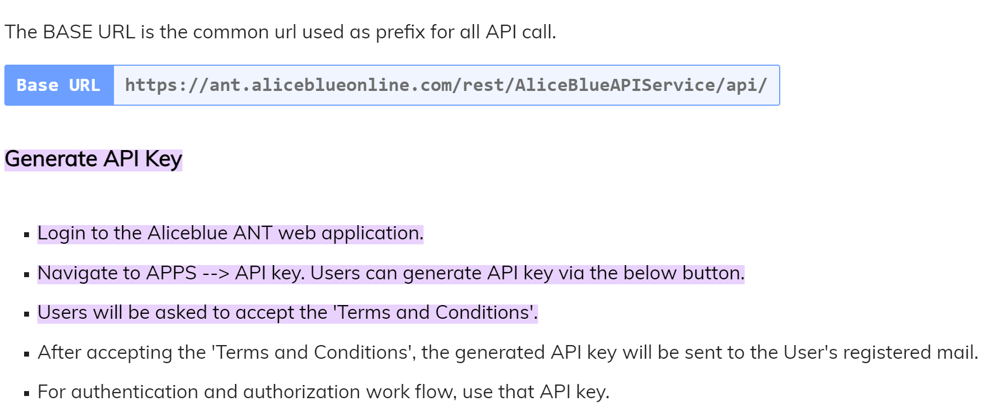 The BASE URL is the common url used as prefix for all API call.
Base URL https://ant.aliceblueonline.com/rest/AliceBlueAPIService/api/
Generate API Key
Login to the Aliceblue ANT web application.
Navigate to APPS --> API key. Users can generate API key via the below button.
Users will be asked to accept the 'Terms and Conditions'.
After accepting the 'Terms and Conditions', the generated API key will be sent to the User's registered mail.
For authentication and authorization work flow, use that API key.